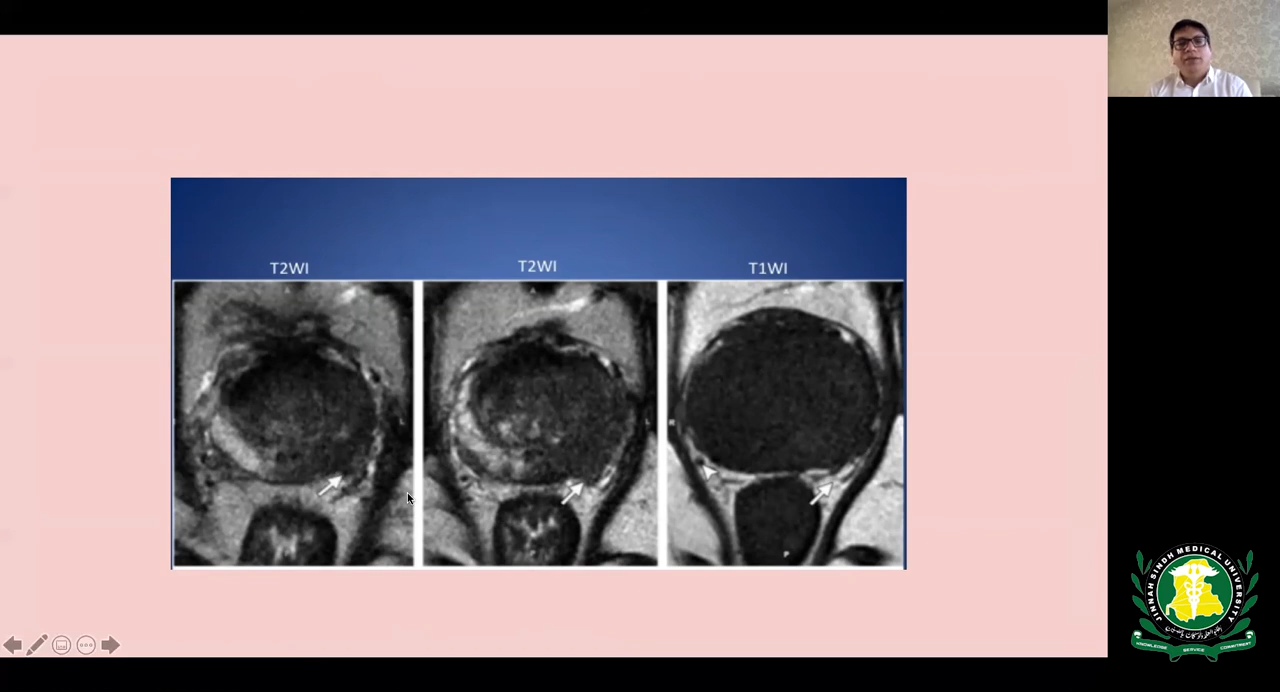 T2WI
T2WI
T1WI
JINNAH SINDH MEDICAL UNIVERSITY
KNOWLEDGE SERVICE COMMITMENT